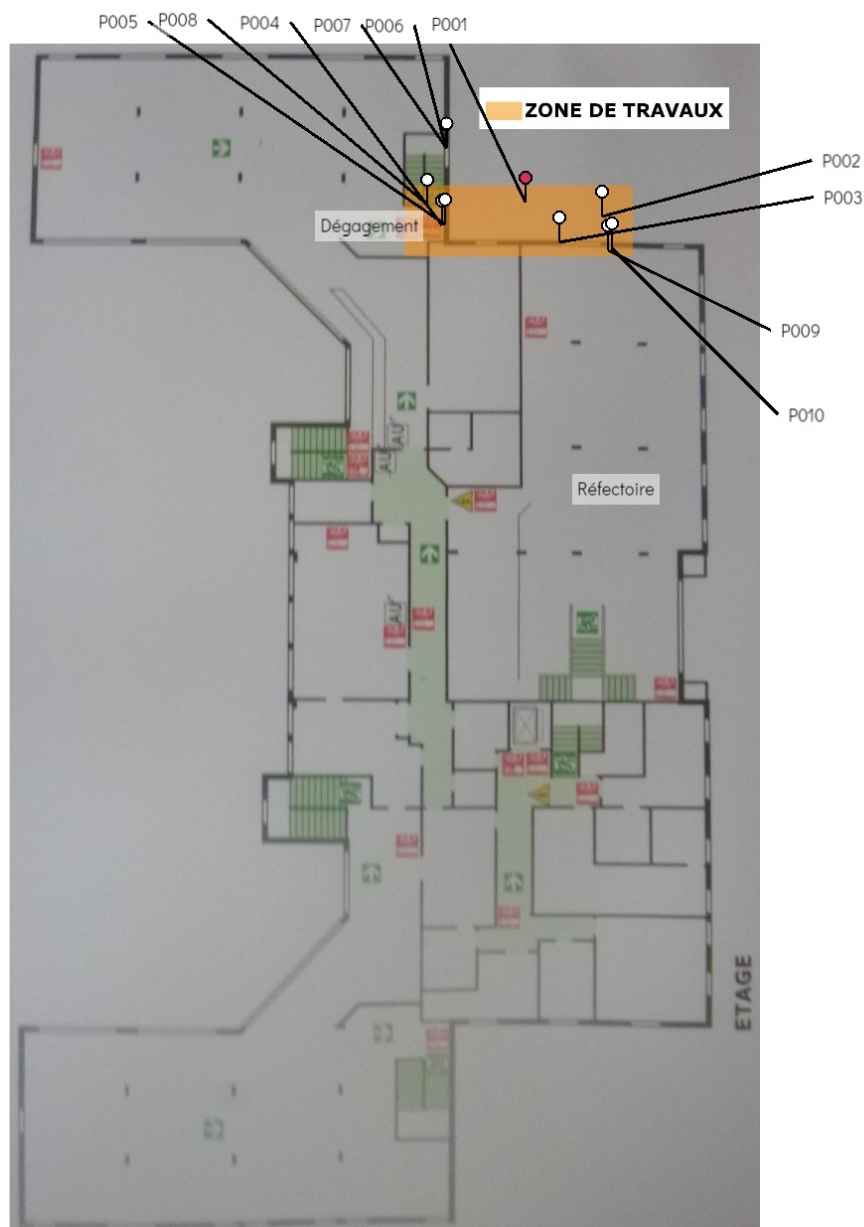 P005 P008 P004 P007 P006 P001
ZONE DE TRAVAUX
P002
P003
Dégagement
P009
P010
AU
AU
Réfectoire
AU
ETAGE